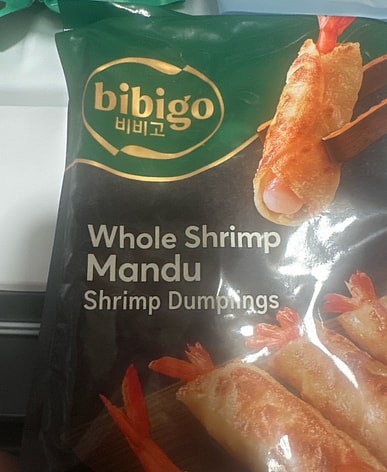 bibigo
비비고
Whole Shrimp
Mandu
Shrimp Dumplings